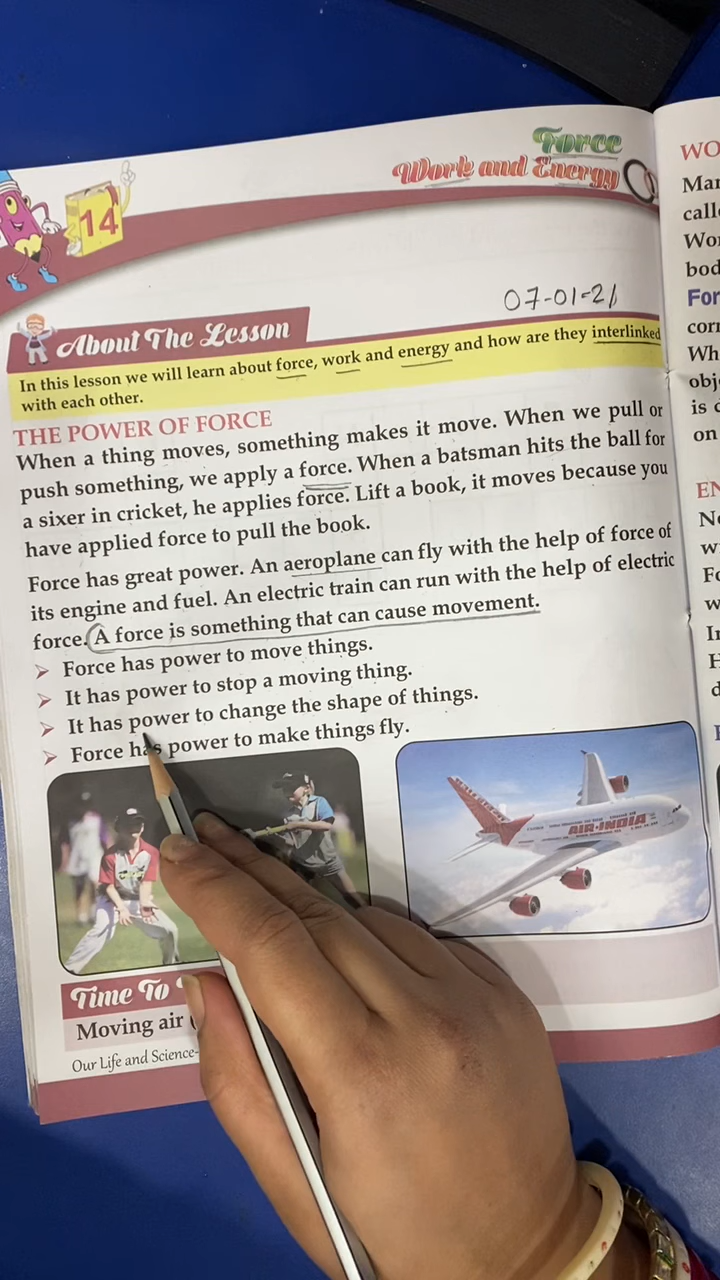 Force
Work and Energy
14
07-01-21
About The Lesson
In this lesson we will learn about force, work and energy and how are they interlinked
with each other.
THE POWER OF FORCE
When a thing moves, something makes it move. When we pull or
push something, we apply a force. When a batsman hits the ball for
a sixer in cricket, he applies force. Lift a book, it moves because you
have applied force to pull the book.
Force has great power. An aeroplane can fly with the help of force of
its engine and fuel. An electric train can run with the help of electric
force. A force is something that can cause movement.
➢ Force has power to move things.
➢ It has power to stop a moving thing.
➢ It has power to change the shape of things.
➢ Force has power to make things fly.
AIR-INDIA
Time To
Moving air
Our Life and Science-
WO
Man
call
Wo
bod
For
corr
Wh
obj
is
on
EN
N
w
Fo
w
In
H
d